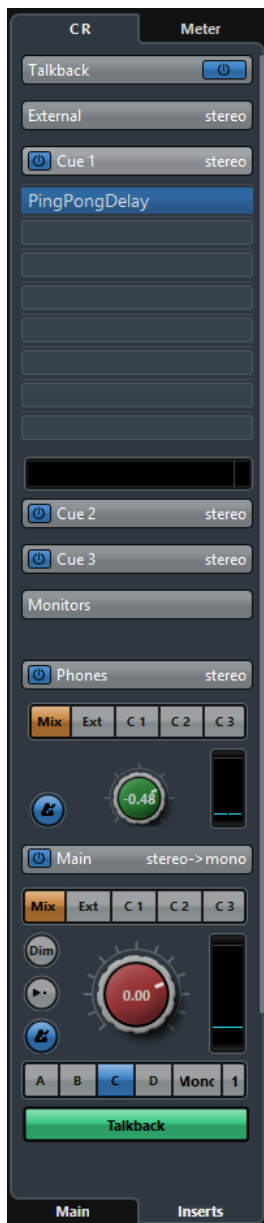 CR Meter
Talkback
External stereo
Cue 1 stereo
PingPongDelay
Cue 2 stereo
Cue 3 stereo
Monitors
Phones stereo
Mix Ext C 1 C 2 C 3
-0.48
Main stereo->mono
Mix Ext C 1 C 2 C 3
Dim
0.00
A B C D Monc 1
Talkback
Main Inserts